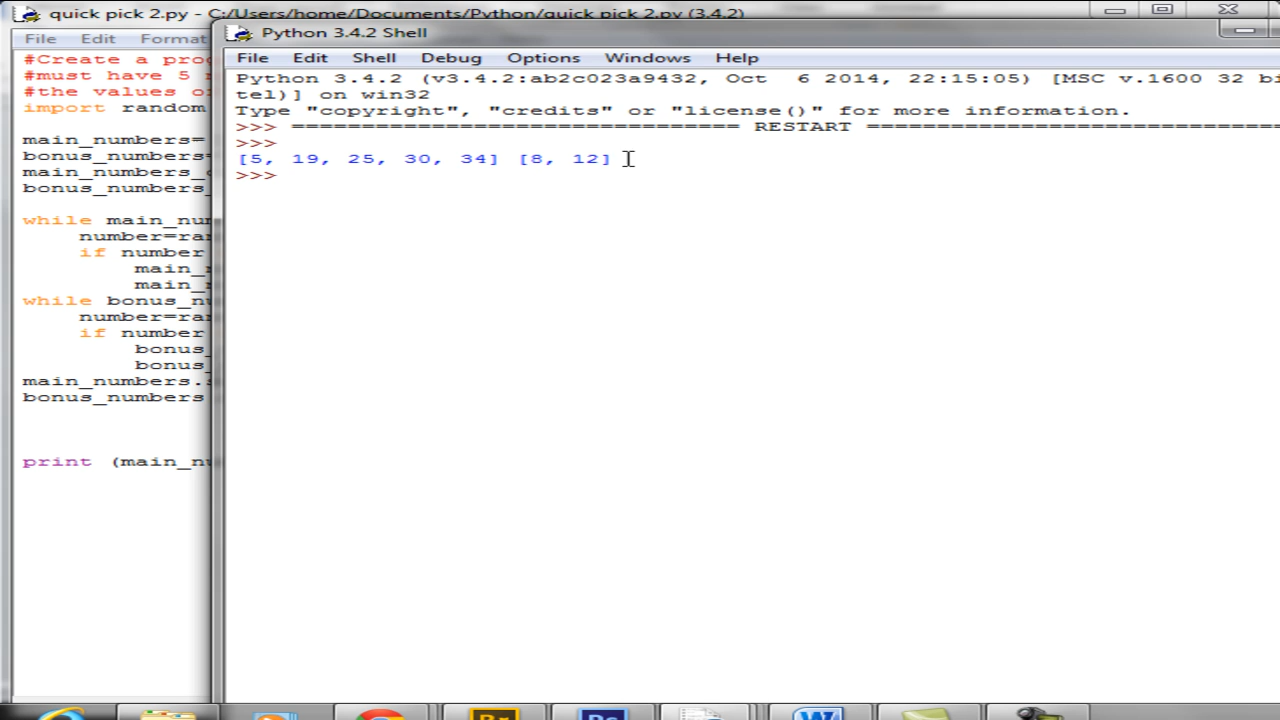 quick pick 2.py - C:/Users/home/Documents/Python/quick pick 2.py (3.4.2)
File Edit Format
#Create a pro
#must have 5
#the values o
import random
main_numbers=
bonus_numbers=
main_numbers_
bonus_numbers_
while main_nu
number=ra
if number
main_
main_
while bonus_nu
number=ra
if number
bonus_
bonus_
main_numbers.
bonus_numbers
print (main_nu
Python 3.4.2 Shell
File Edit Shell Debug Options Windows Help
Python 3.4.2 (v3.4.2:ab2c023a9432, Oct 6 2014, 22:15:05) [MSC v.1600 32 bi
tel)] on win32
Type "copyright", "credits" or "license()" for more information.
>>> ================================ RESTART ================================
>>>
[5, 19, 25, 30, 34] [8, 12]
>>>